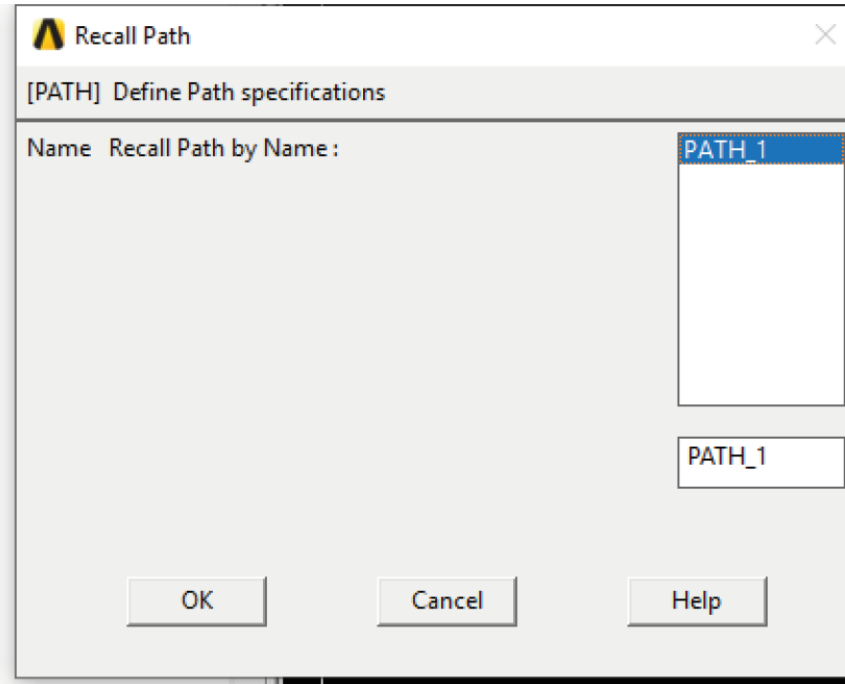 Recall Path
[PATH] Define Path specifications
Name Recall Path by Name :
PATH_1
PATH_1
OK Cancel Help